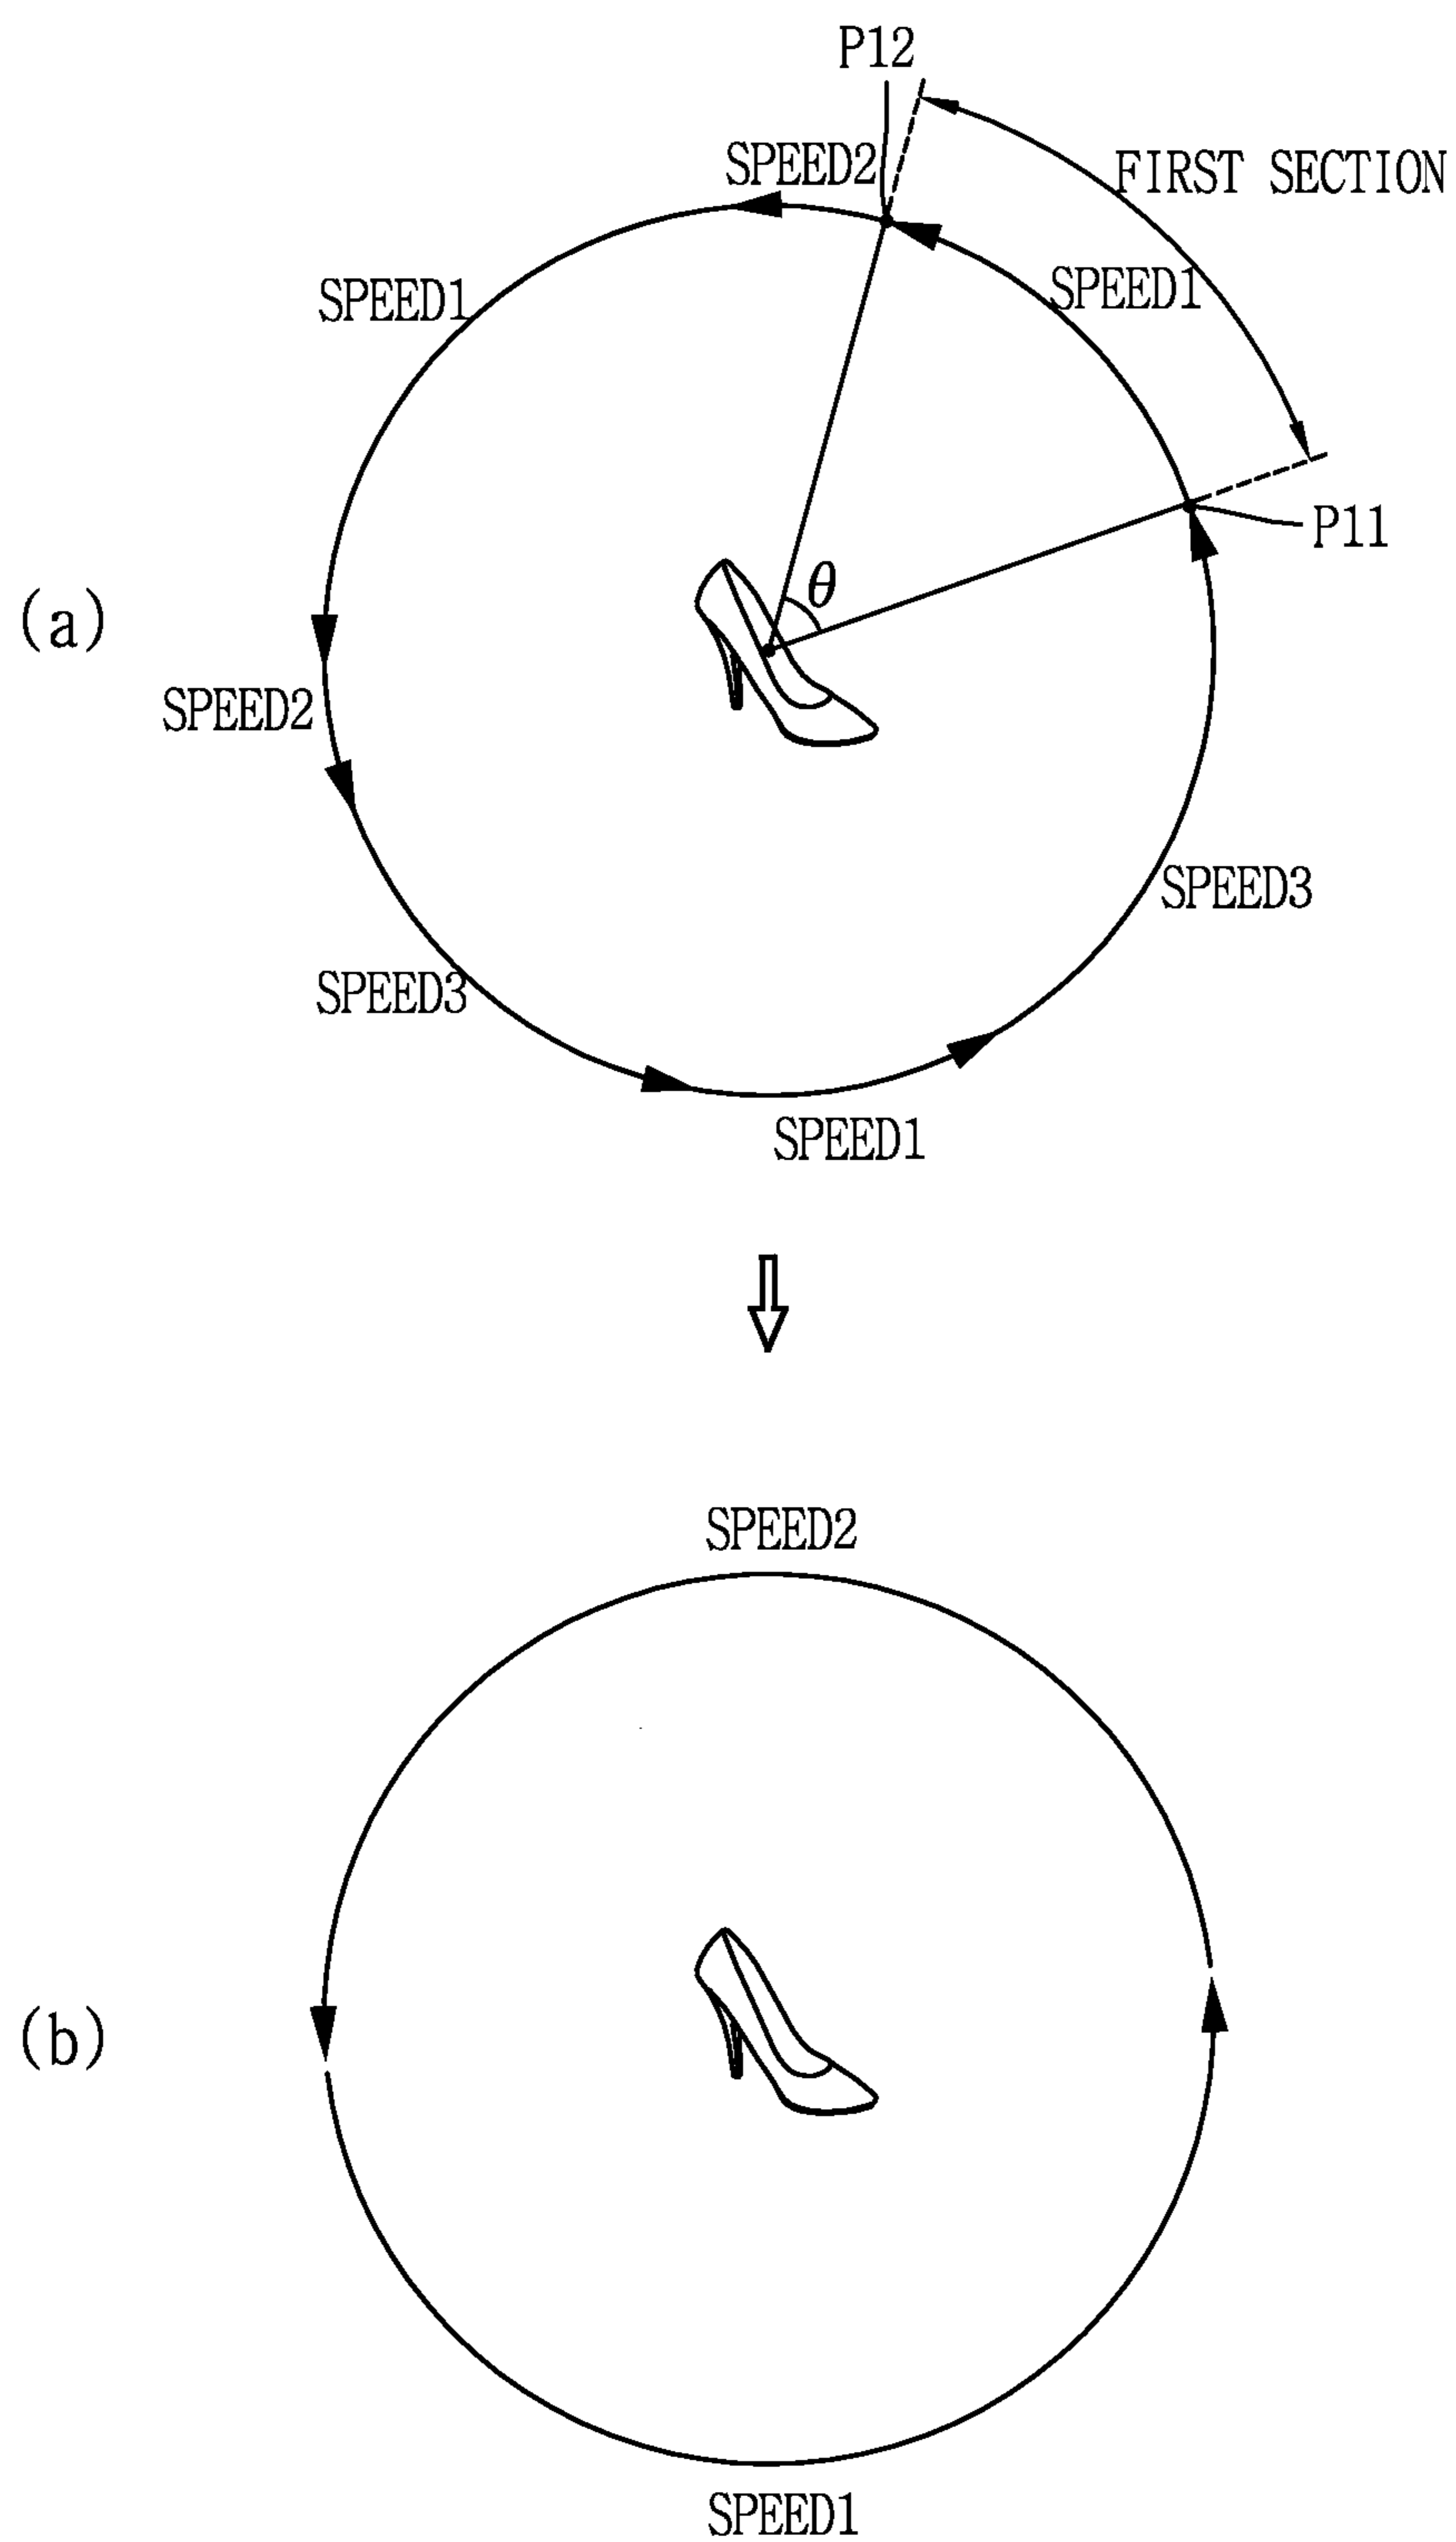 P12
SPEED2
FIRST SECTION
SPEED1
SPEED1
P11
θ
(a)
SPEED2
SPEED3
SPEED3
SPEED1
SPEED2
(b)
SPEED1